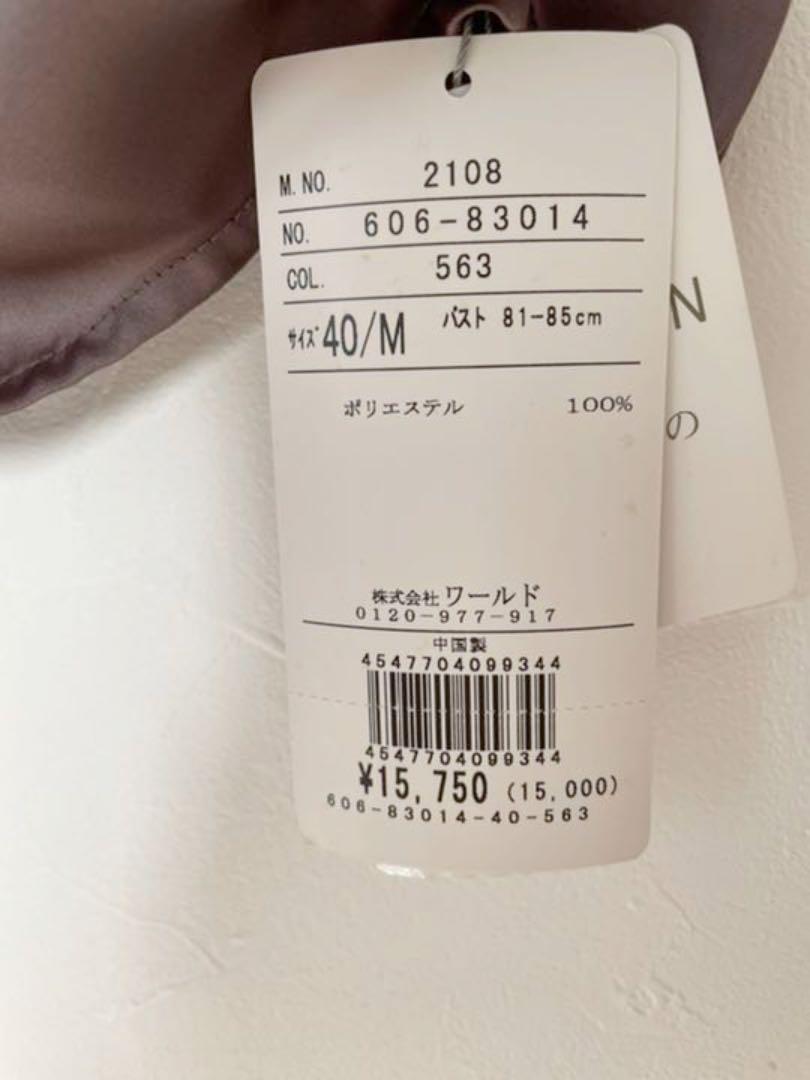 M. NO. 2108
NO. 606-83014
COL. 563
サイズ 40/M バスト 81-85cm
ポリエステル 100%
株式会社 ワールド
0120-977-917
中国製
4547704099344
4547704099344
¥15,750 (15,000)
606-83014-40-563
N
の